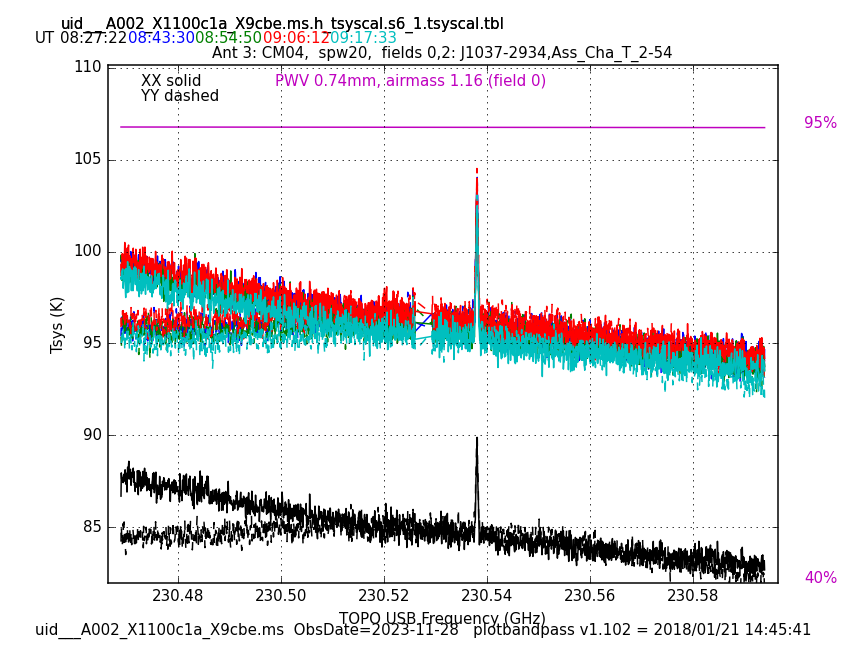 uid___A002_X1100c1a_X9cbe.ms.h_tsyscal.s6_1.tsyscal.tbl
UT 08:27:22 08:43:30 08:54:50 09:06:12 09:17:33
Ant 3: CM04,  spw20,  fields 0,2: J1037-2934,Ass_Cha_T_2-54
XX solid
PWV 0.74mm, airmass 1.16 (field 0)
YY dashed
110
105
100
95
90
85
95%
40%
Tsys (K)
230.48 230.50 230.52 230.54 230.56 230.58
TOPO USB Frequency (GHz)
uid___A002_X1100c1a_X9cbe.ms  ObsDate=2023-11-28   plotbandpass v1.102 = 2018/01/21 14:45:41